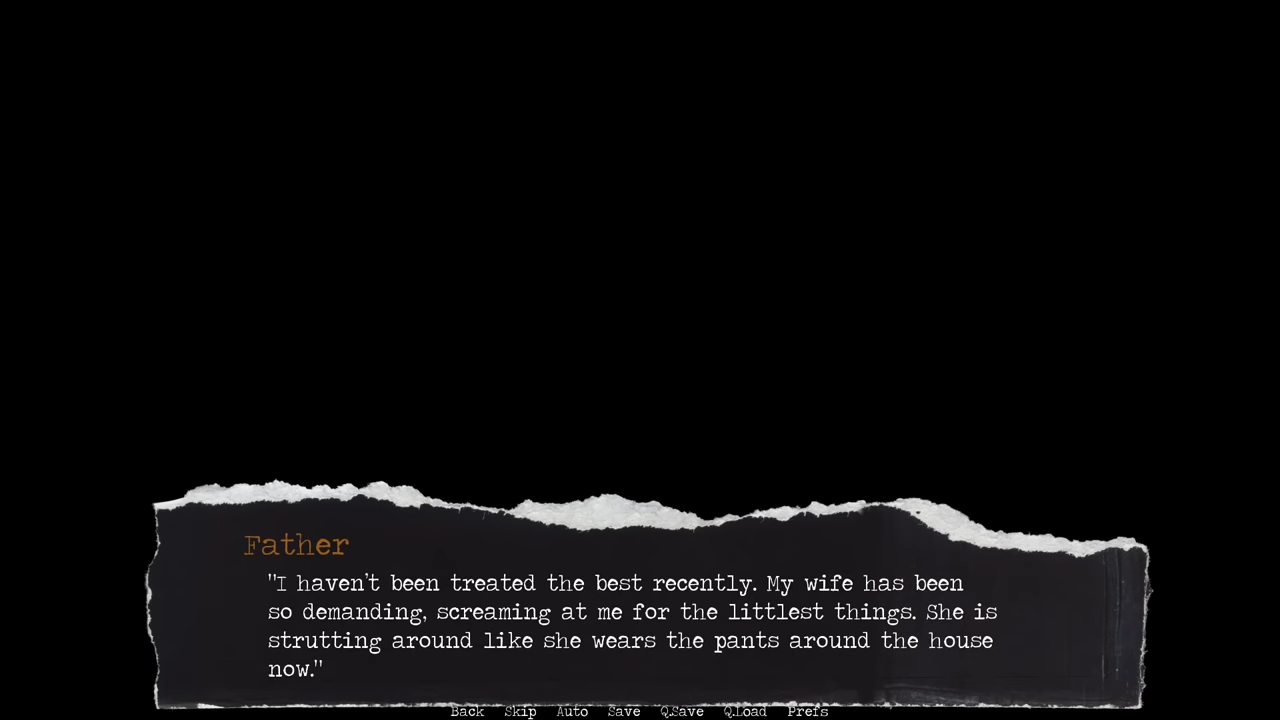 Father
"I haven't been treated the best recently. My wife has been
so demanding, screaming at me for the littlest things. She is
strutting around like she wears the pants around the house
now."
Back Skip Auto Save Q.Save Q.Load Prefs